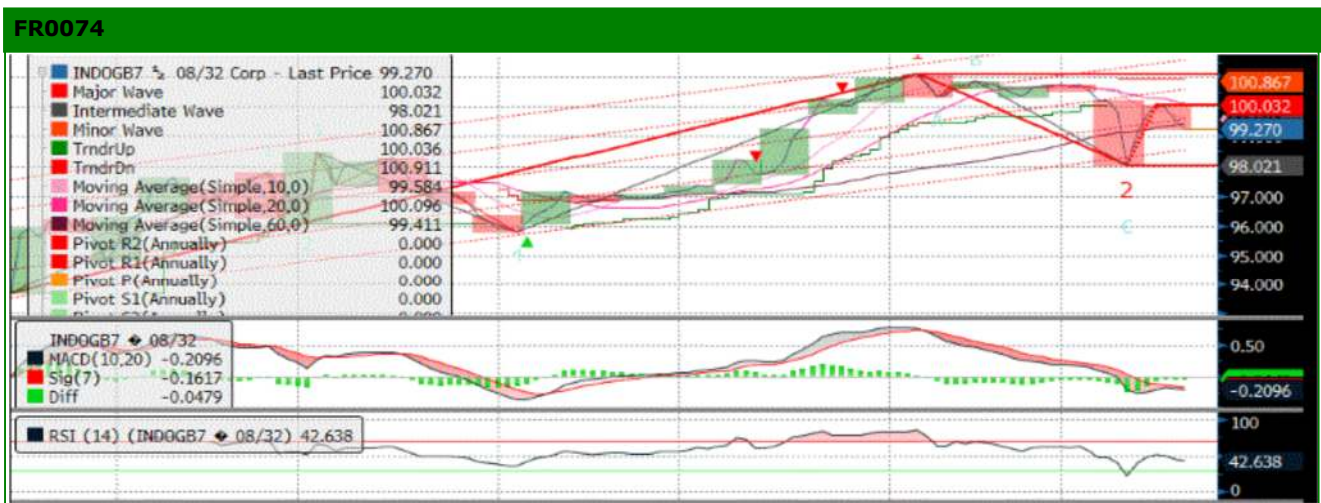 FR0074
INDOGB7 ½ 08/32 Corp - Last Price 99.270
Major Wave 100.032
Intermediate Wave 98.021
Minor Wave 100.867
TrndrUp 100.036
TrndrDn 100.911
Moving Average(Simple,10,0) 99.584
Moving Average(Simple,20,0) 100.096
Moving Average(Simple,60,0) 99.411
Pivot R2(Annually) 0.000
Pivot R1(Annually) 0.000
Pivot P(Annually) 0.000
Pivot S1(Annually) 0.000
100.867
100.032
99.270
98.021
97.000
96.000
95.000
94.000
2
INDOGB7 � 08/32
MACD(10,20) -0.2096
Sig(7) -0.1617
Diff -0.0479
0.50
-0.2096
RSI (14) (INDOGB7 � 08/32) 42.638
100
42.638
0